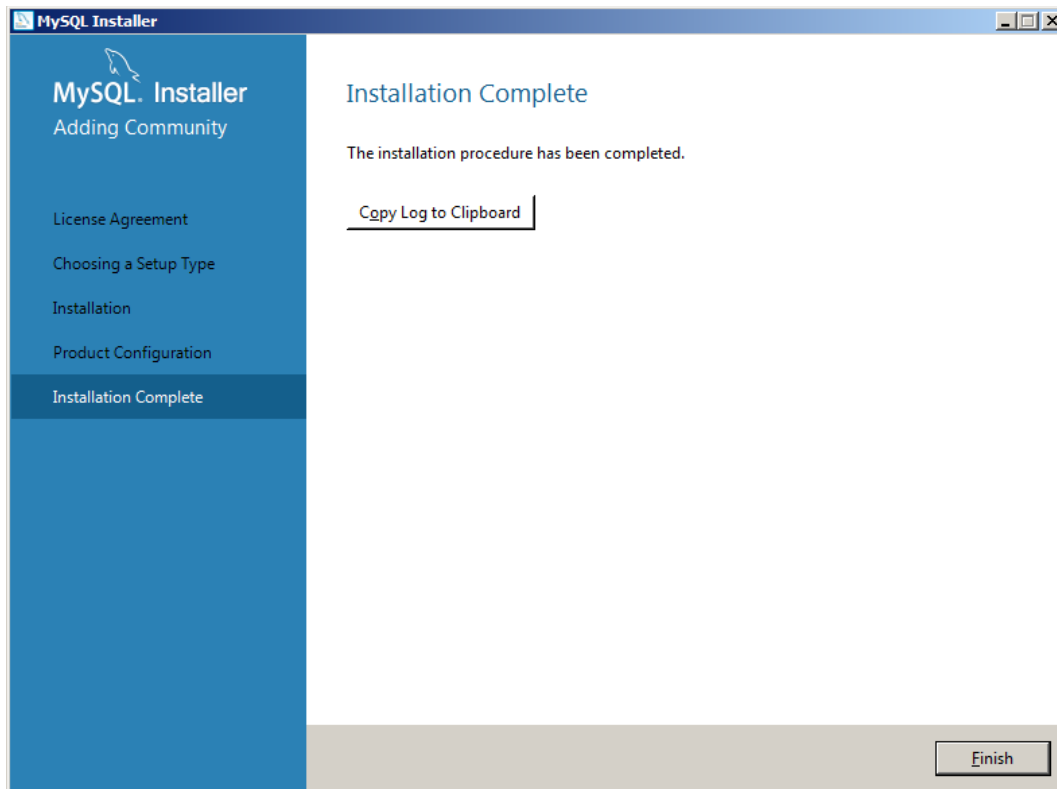 MySQL Installer
MySQL. Installer
Adding Community
License Agreement
Choosing a Setup Type
Installation
Product Configuration
Installation Complete
Installation Complete
The installation procedure has been completed.
Copy Log to Clipboard
Finish